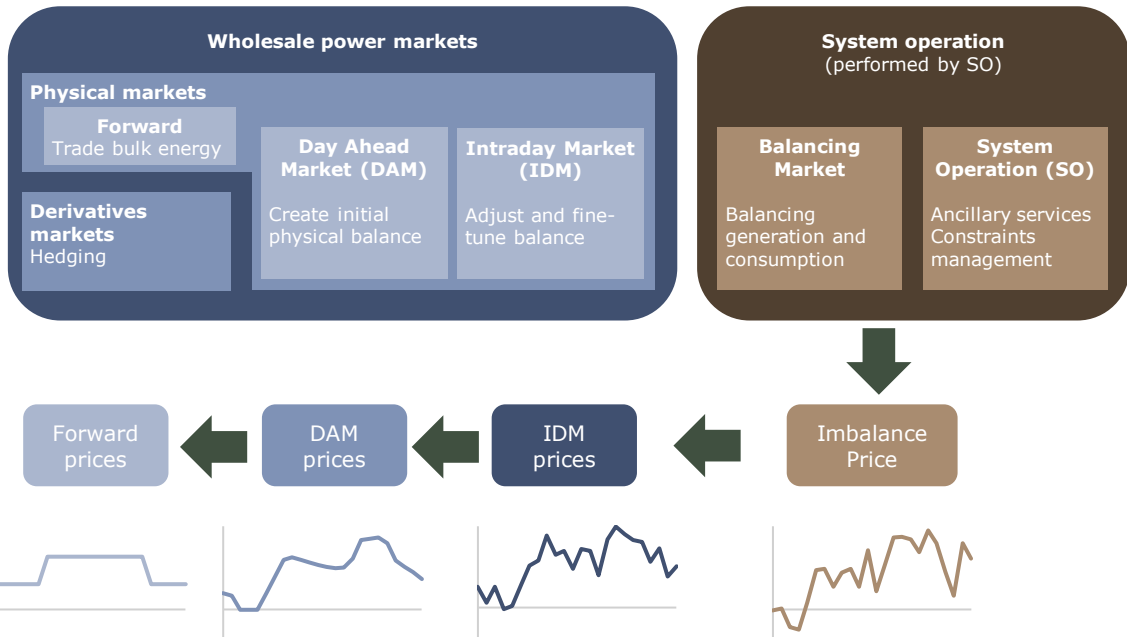 Wholesale power markets
Physical markets
Forward
Trade bulk energy
Derivatives
markets
Hedging
Day Ahead
Market (DAM)
Create initial
physical balance
Intraday Market
(IDM)
Adjust and fine-
tune balance
System operation
(performed by SO)
Balancing
Market
Balancing
generation and
consumption
System
Operation (SO)
Ancillary services
Constraints
management
Forward
prices
DAM
prices
IDM
prices
Imbalance
Price